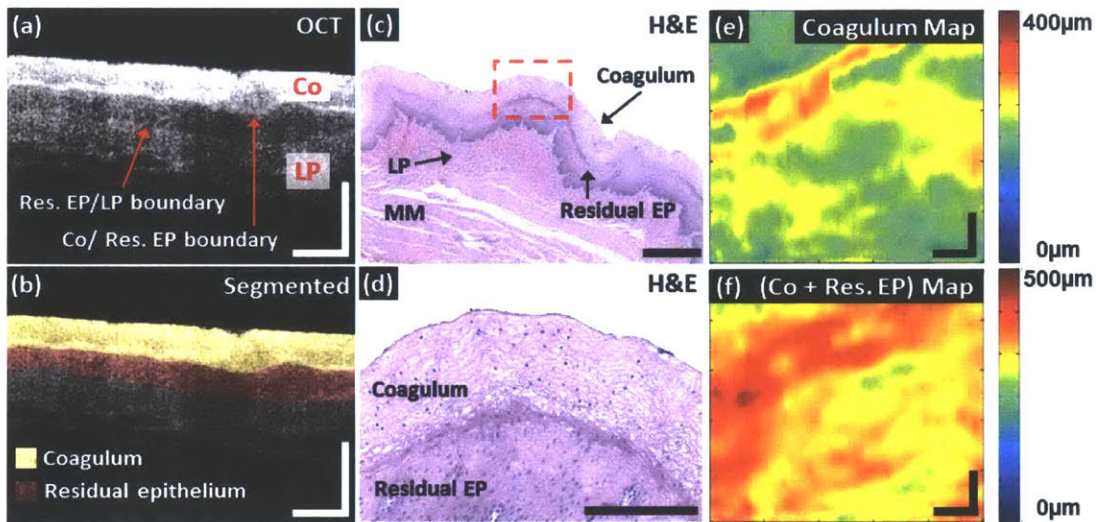 (a) OCT
Co
LP
Res. EP/LP boundary
Co/ Res. EP boundary
(b) Segmented
Coagulum
Residual epithelium
(c) H&E
Coagulum
LP
Residual EP
MM
(d) H&E
Coagulum
Residual EP
(e) Coagulum Map
400µm
0µm
(f) (Co + Res. EP) Map
500µm
0µm